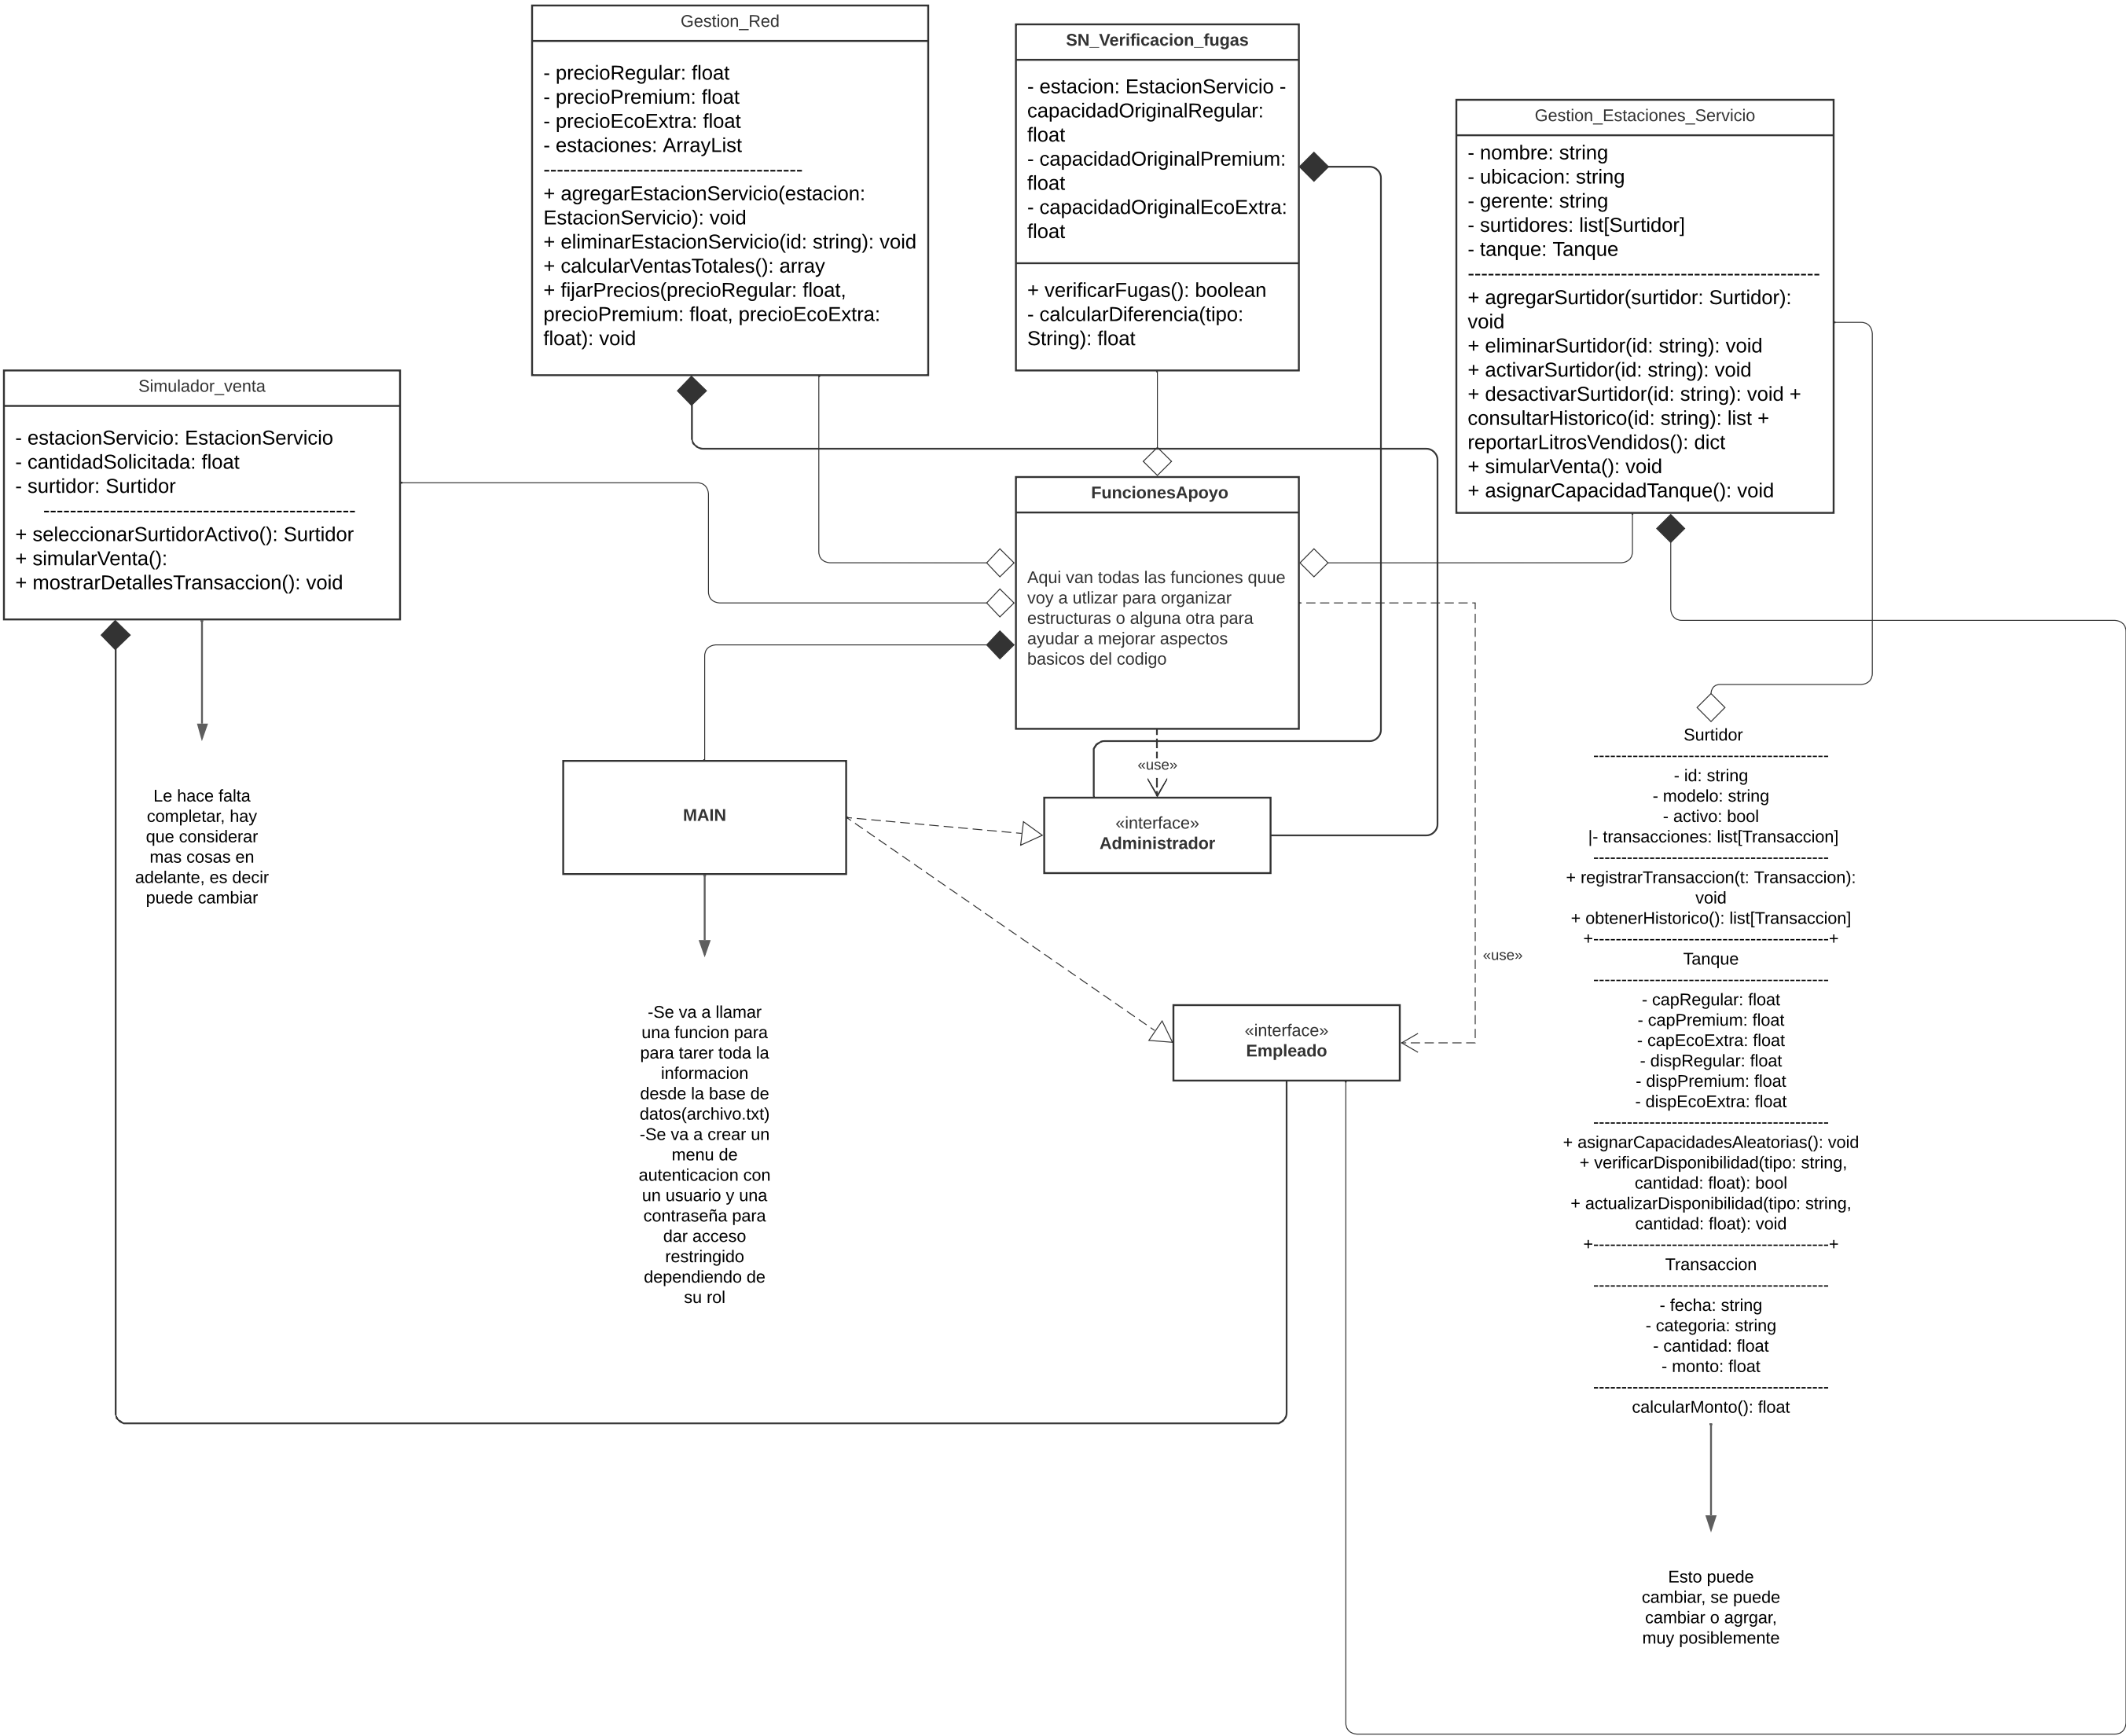 Gestion_Red
- precioRegular: float
- precioPremium: float
- precioEcoExtra: float
- estaciones: ArrayList
---------------------------------------
+ agregarEstacionServicio(estacion:
EstacionServicio): void
+ eliminarEstacionServicio(id: string): void
+ calcularVentasTotales(): array
+ fijarPrecios(precioRegular: float,
precioPremium: float, precioEcoExtra:
float): void
SN_Verificacion_fugas
- estacion: EstacionServicio -
capacidadOriginalRegular:
float
- capacidadOriginalPremium:
float
- capacidadOriginalEcoExtra:
float
+ verificarFugas(): boolean
- calcularDiferencia(tipo:
String): float
Gestion_Estaciones_Servicio
- nombre: string
- ubicacion: string
- gerente: string
- surtidores: list[Surtidor]
- tanque: Tanque
-----------------------------------------------------
+ agregarSurtidor(surtidor: Surtidor):
void
+ eliminarSurtidor(id: string): void
+ activarSurtidor(id: string): void
+ desactivarSurtidor(id: string): void +
consultarHistorico(id: string): list +
reportarLitrosVendidos(): dict
+ simularVenta(): void
+ asignarCapacidadTanque(): void
Simulador_venta
- estacionServicio: EstacionServicio
- cantidadSolicitada: float
- surtidor: Surtidor
-----------------------------------------------
+ seleccionarSurtidorActivo(): Surtidor
+ simularVenta():
+ mostrarDetallesTransaccion(): void
Le hace falta
completar, hay
que considerar
mas cosas en
adelante, es decir
puede cambiar
FuncionesApoyo
Aqui van todas las funciones quue
voy a utlizar para organizar
estructuras o alguna otra para
ayudar a mejorar aspectos
basicos del codigo
«use»
MAIN
«interface»
Administrador
-Se va a llamar
una funcion para
para tarer toda la
informacion
desde la base de
datos(archivo.txt)
-Se va a crear un
menu de
autenticacion con
un usuario y una
contraseña para
dar acceso
restringido
dependiendo de
su rol
«use»
«interface»
Empleado
Surtidor
------------------------------------------
- id: string
- modelo: string
- activo: bool
|- transacciones: list[Transaccion]
------------------------------------------
+ registrarTransaccion(t: Transaccion):
void
+ obtenerHistorico(): list[Transaccion]
+------------------------------------------+
Tanque
------------------------------------------
- capRegular: float
- capPremium: float
- capEcoExtra: float
- dispRegular: float
- dispPremium: float
- dispEcoExtra: float
------------------------------------------
+ asignarCapacidadesAleatorias(): void
+ verificarDisponibilidad(tipo: string,
cantidad: float): bool
+ actualizarDisponibilidad(tipo: string,
cantidad: float): void
+------------------------------------------+
Transaccion
------------------------------------------
- fecha: string
- categoria: string
- cantidad: float
- monto: float
------------------------------------------
calcularMonto(): float
Esto puede
cambiar, se puede
cambiar o agrgar,
muy posiblemente